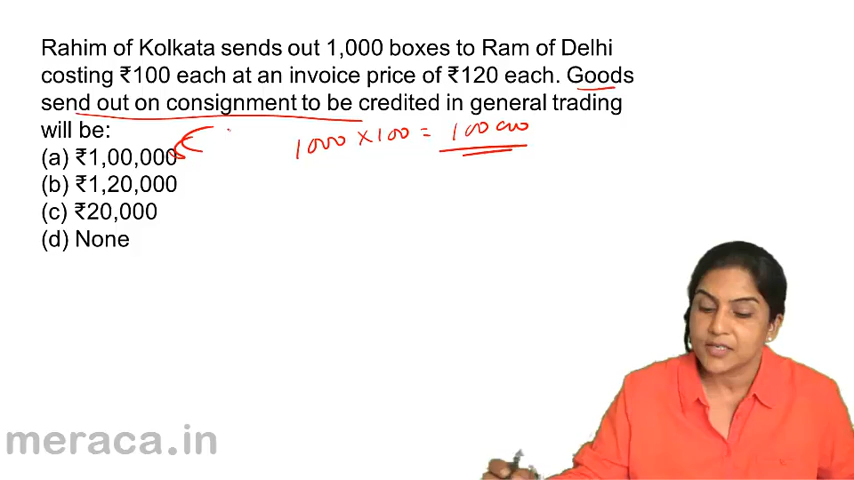 Rahim of Kolkata sends out 1,000 boxes to Ram of Delhi
costing ₹100 each at an invoice price of ₹120 each. Goods
send out on consignment to be credited in general trading
will be:
1000 × 100 = 100 000
(a) ₹1,00,000
(b) ₹1,20,000
(c) ₹20,000
(d) None
meraca.in